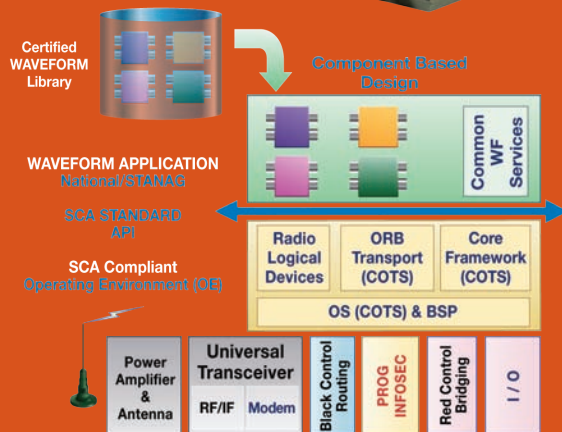 Certified
WAVEFORM
Library
Component Based
Design
Common
WF
Services
WAVEFORM APPLICATION
National/STANAG
SCA STANDARD
API
SCA Compliant
Operating Environment (OE)
Radio
Logical
Devices
ORB
Transport
(COTS)
Core
Framework
(COTS)
OS (COTS) & BSP
Power
Amplifier
&
Antenna
Universal
Transceiver
RF/IF
Modem
Black Control
Routing
PROG
INFOSEC
Red Control
Bridging
I / O